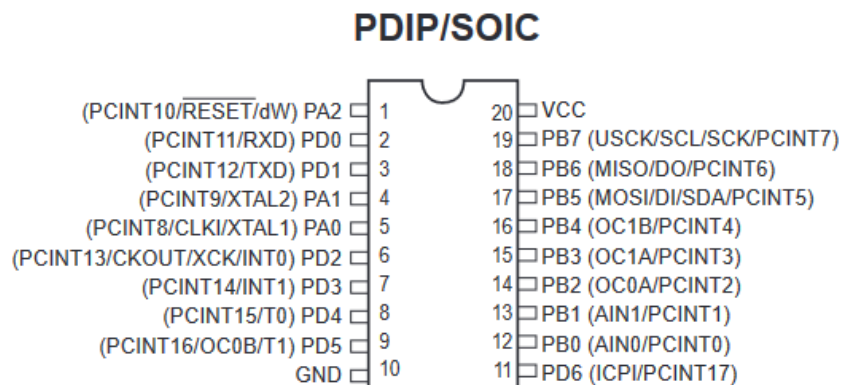 PDIP/SOIC
(PCINT10/RESET/dW) PA2 1 20 VCC
(PCINT11/RXD) PD0 2 19 PB7 (USCK/SCL/SCK/PCINT7)
(PCINT12/TXD) PD1 3 18 PB6 (MISO/DO/PCINT6)
(PCINT9/XTAL2) PA1 4 17 PB5 (MOSI/DI/SDA/PCINT5)
(PCINT8/CLKI/XTAL1) PA0 5 16 PB4 (OC1B/PCINT4)
(PCINT13/CKOUT/XCK/INT0) PD2 6 15 PB3 (OC1A/PCINT3)
(PCINT14/INT1) PD3 7 14 PB2 (OC0A/PCINT2)
(PCINT15/T0) PD4 8 13 PB1 (AIN1/PCINT1)
(PCINT16/OC0B/T1) PD5 9 12 PB0 (AIN0/PCINT0)
GND 10 11 PD6 (ICPI/PCINT17)